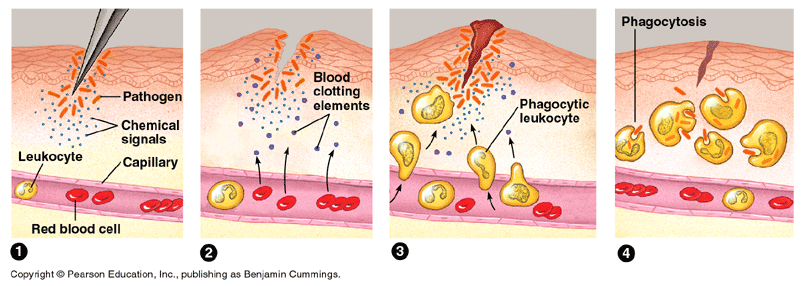 Pathogen
Chemical
signals
Leukocyte
Capillary
Red blood cell
1
Blood
clotting
elements
2
Phagocytic
leukocyte
3
Phagocytosis
4
Copyright © Pearson Education, Inc., publishing as Benjamin Cummings.